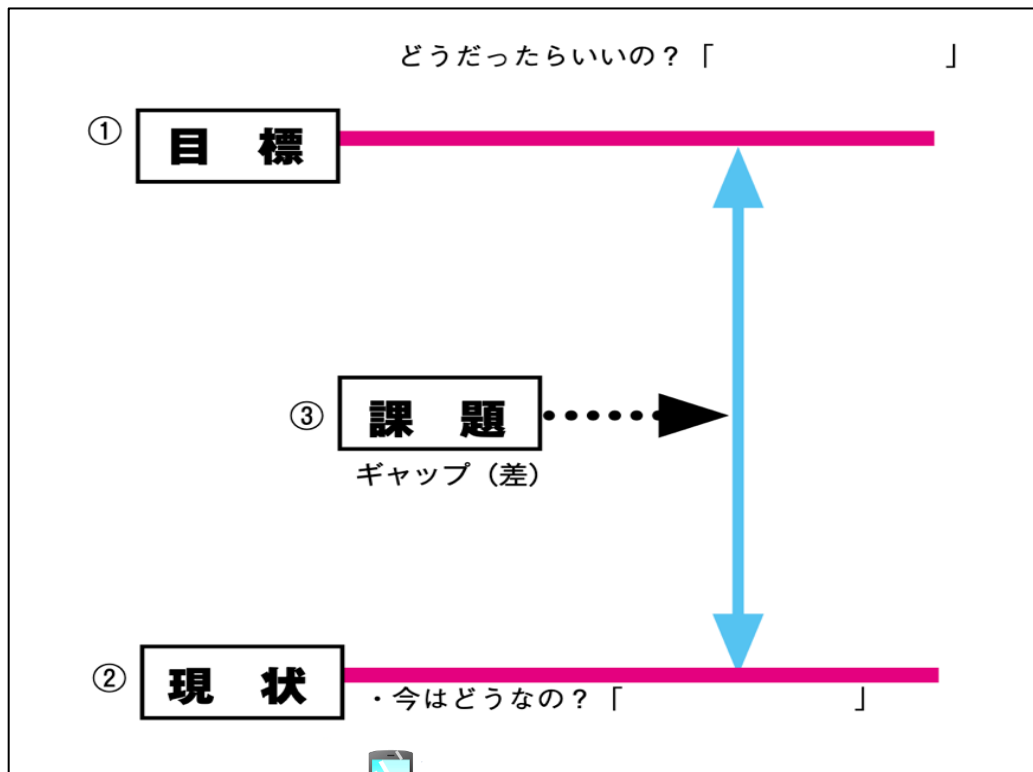 どうだったらいいの？「　　　　　　　　」
① 目　標
③ 課　題
ギャップ（差）
② 現　状
・今はどうなの？「　　　　　　　　」